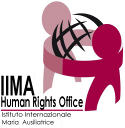 IIMA
Human Rights Office
Istituto Internazionale
Maria Ausiliatrice